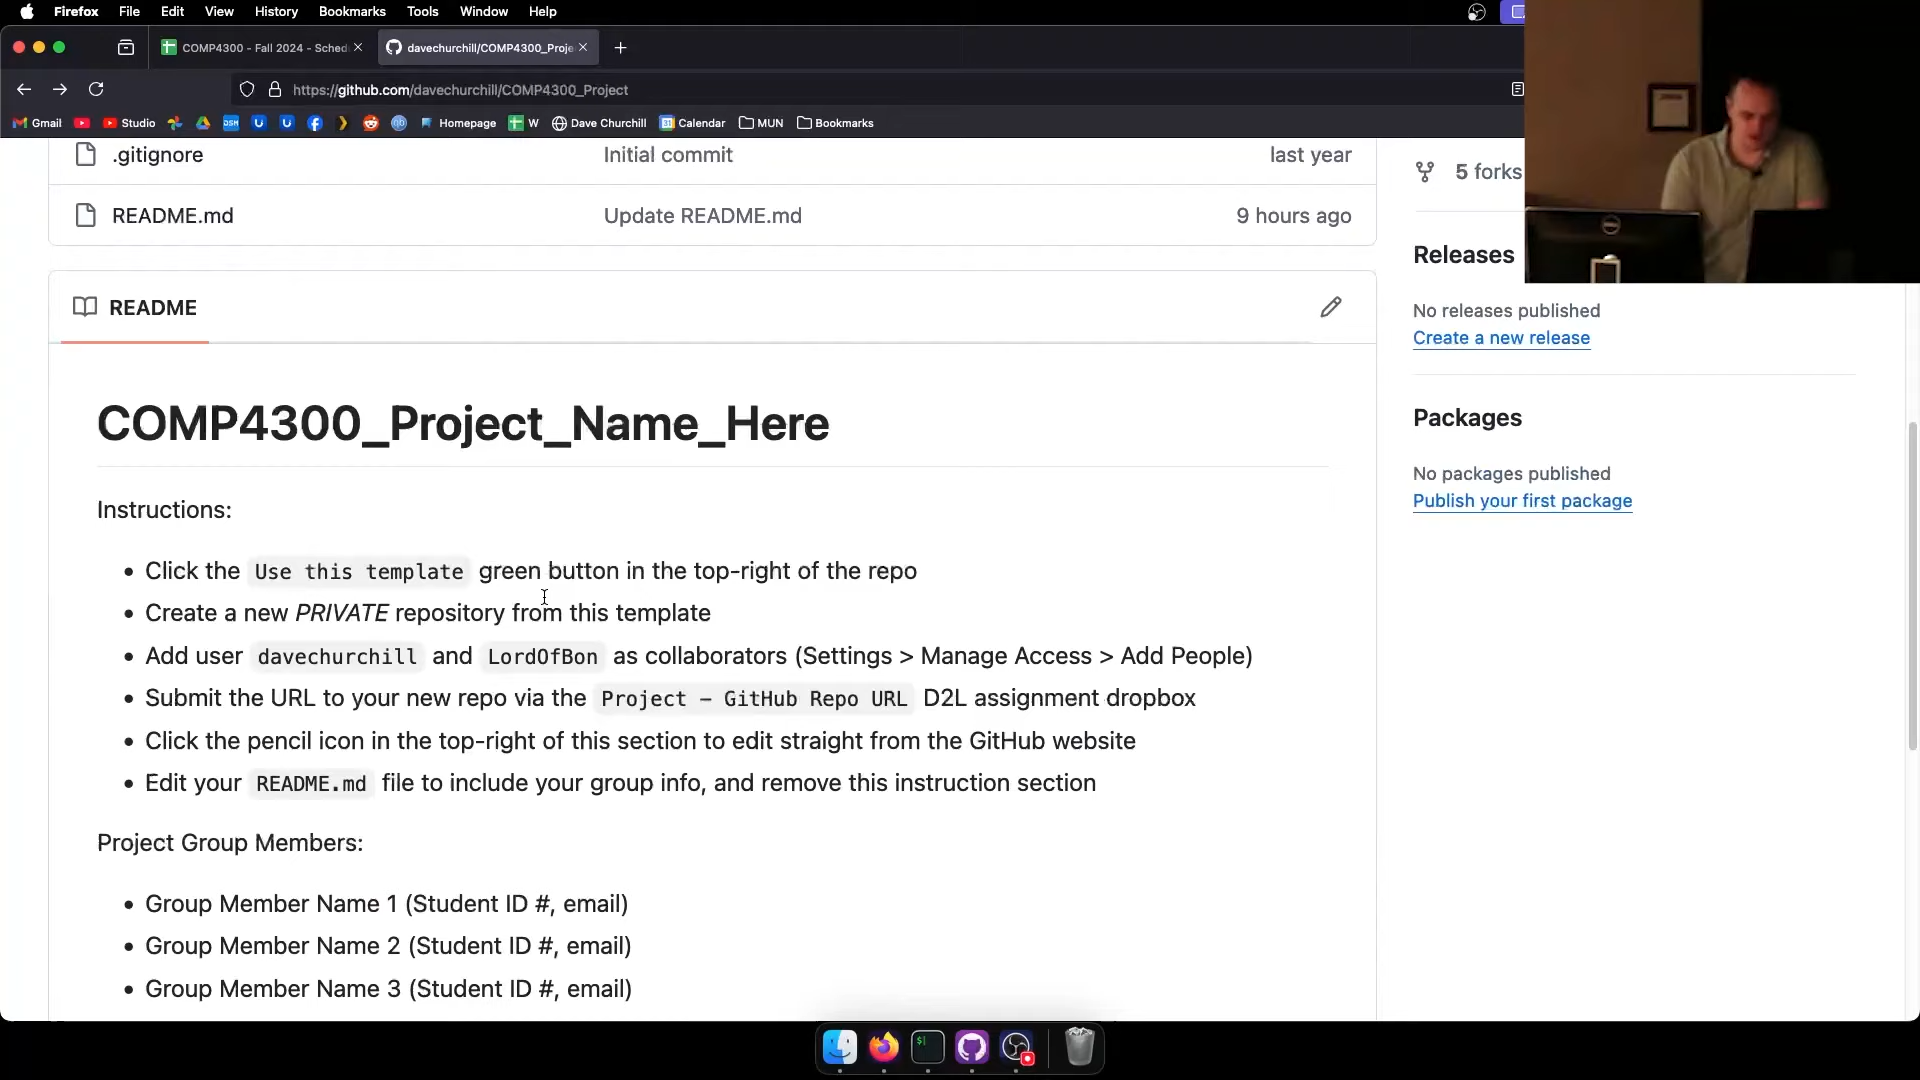 Firefox File Edit View History Bookmarks Tools Window Help
COMP4300 - Fall 2024 - Sched
davechurchill/COMP4300_Proje
https://github.com/davechurchill/COMP4300_Project
Gmail Studio Homepage W Dave Churchill Calendar MUN Bookmarks
.gitignore Initial commit last year
5 forks
README.md Update README.md 9 hours ago
Releases
README
No releases published
Create a new release
COMP4300_Project_Name_Here
Packages
No packages published
Publish your first package
Instructions:
Click the Use this template green button in the top-right of the repo
Create a new PRIVATE repository from this template
Add user davechurchill and LordOfBon as collaborators (Settings > Manage Access > Add People)
Submit the URL to your new repo via the Project - GitHub Repo URL D2L assignment dropbox
Click the pencil icon in the top-right of this section to edit straight from the GitHub website
Edit your README.md file to include your group info, and remove this instruction section
Project Group Members:
Group Member Name 1 (Student ID #, email)
Group Member Name 2 (Student ID #, email)
Group Member Name 3 (Student ID #, email)